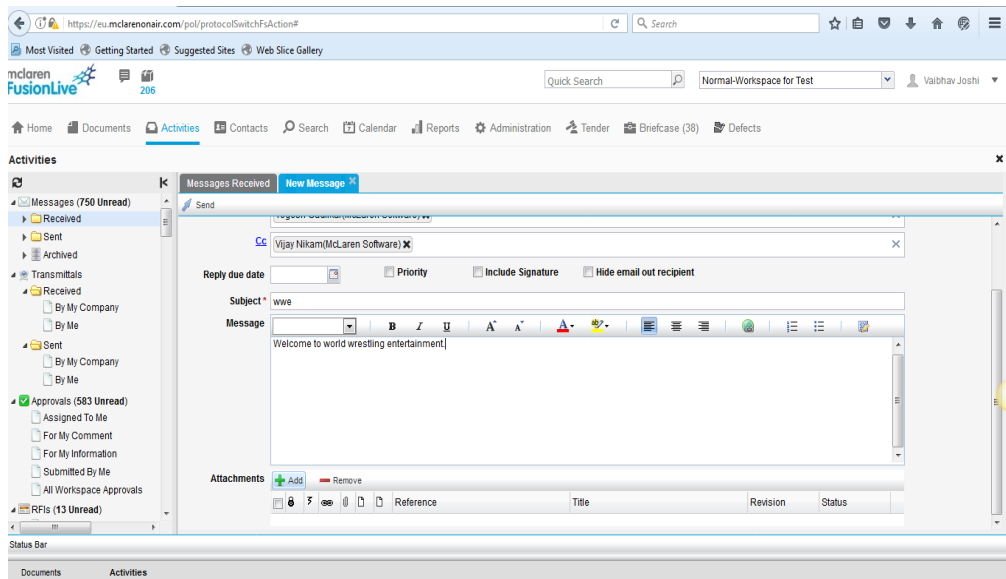 https://eu.mclarenonair.com/pol/protocolSwitchFsAction#
Search
Most Visited Getting Started Suggested Sites Web Slice Gallery
mclaren
FusionLive
206
Quick Search
Normal-Workspace for Test
Vaibhav Joshi
Home Documents Activities Contacts Search Calendar Reports Administration Tender Briefcase (38) Defects
Activities
Messages Received New Message
Messages (750 Unread)
Received
Sent
Archived
Transmittals
Received
By My Company
By Me
Sent
By My Company
By Me
Approvals (583 Unread)
Assigned To Me
For My Comment
For My Information
Submitted By Me
All Workspace Approvals
RFIs (13 Unread)
Send
Cc Vijay Nikam(McLaren Software)
Reply due date Priority Include Signature Hide email out recipient
Subject * wwe
Message B I U A A A ab
Welcome to world wrestling entertainment.
Attachments Add Remove
Reference Title Revision Status
Status Bar
Documents Activities